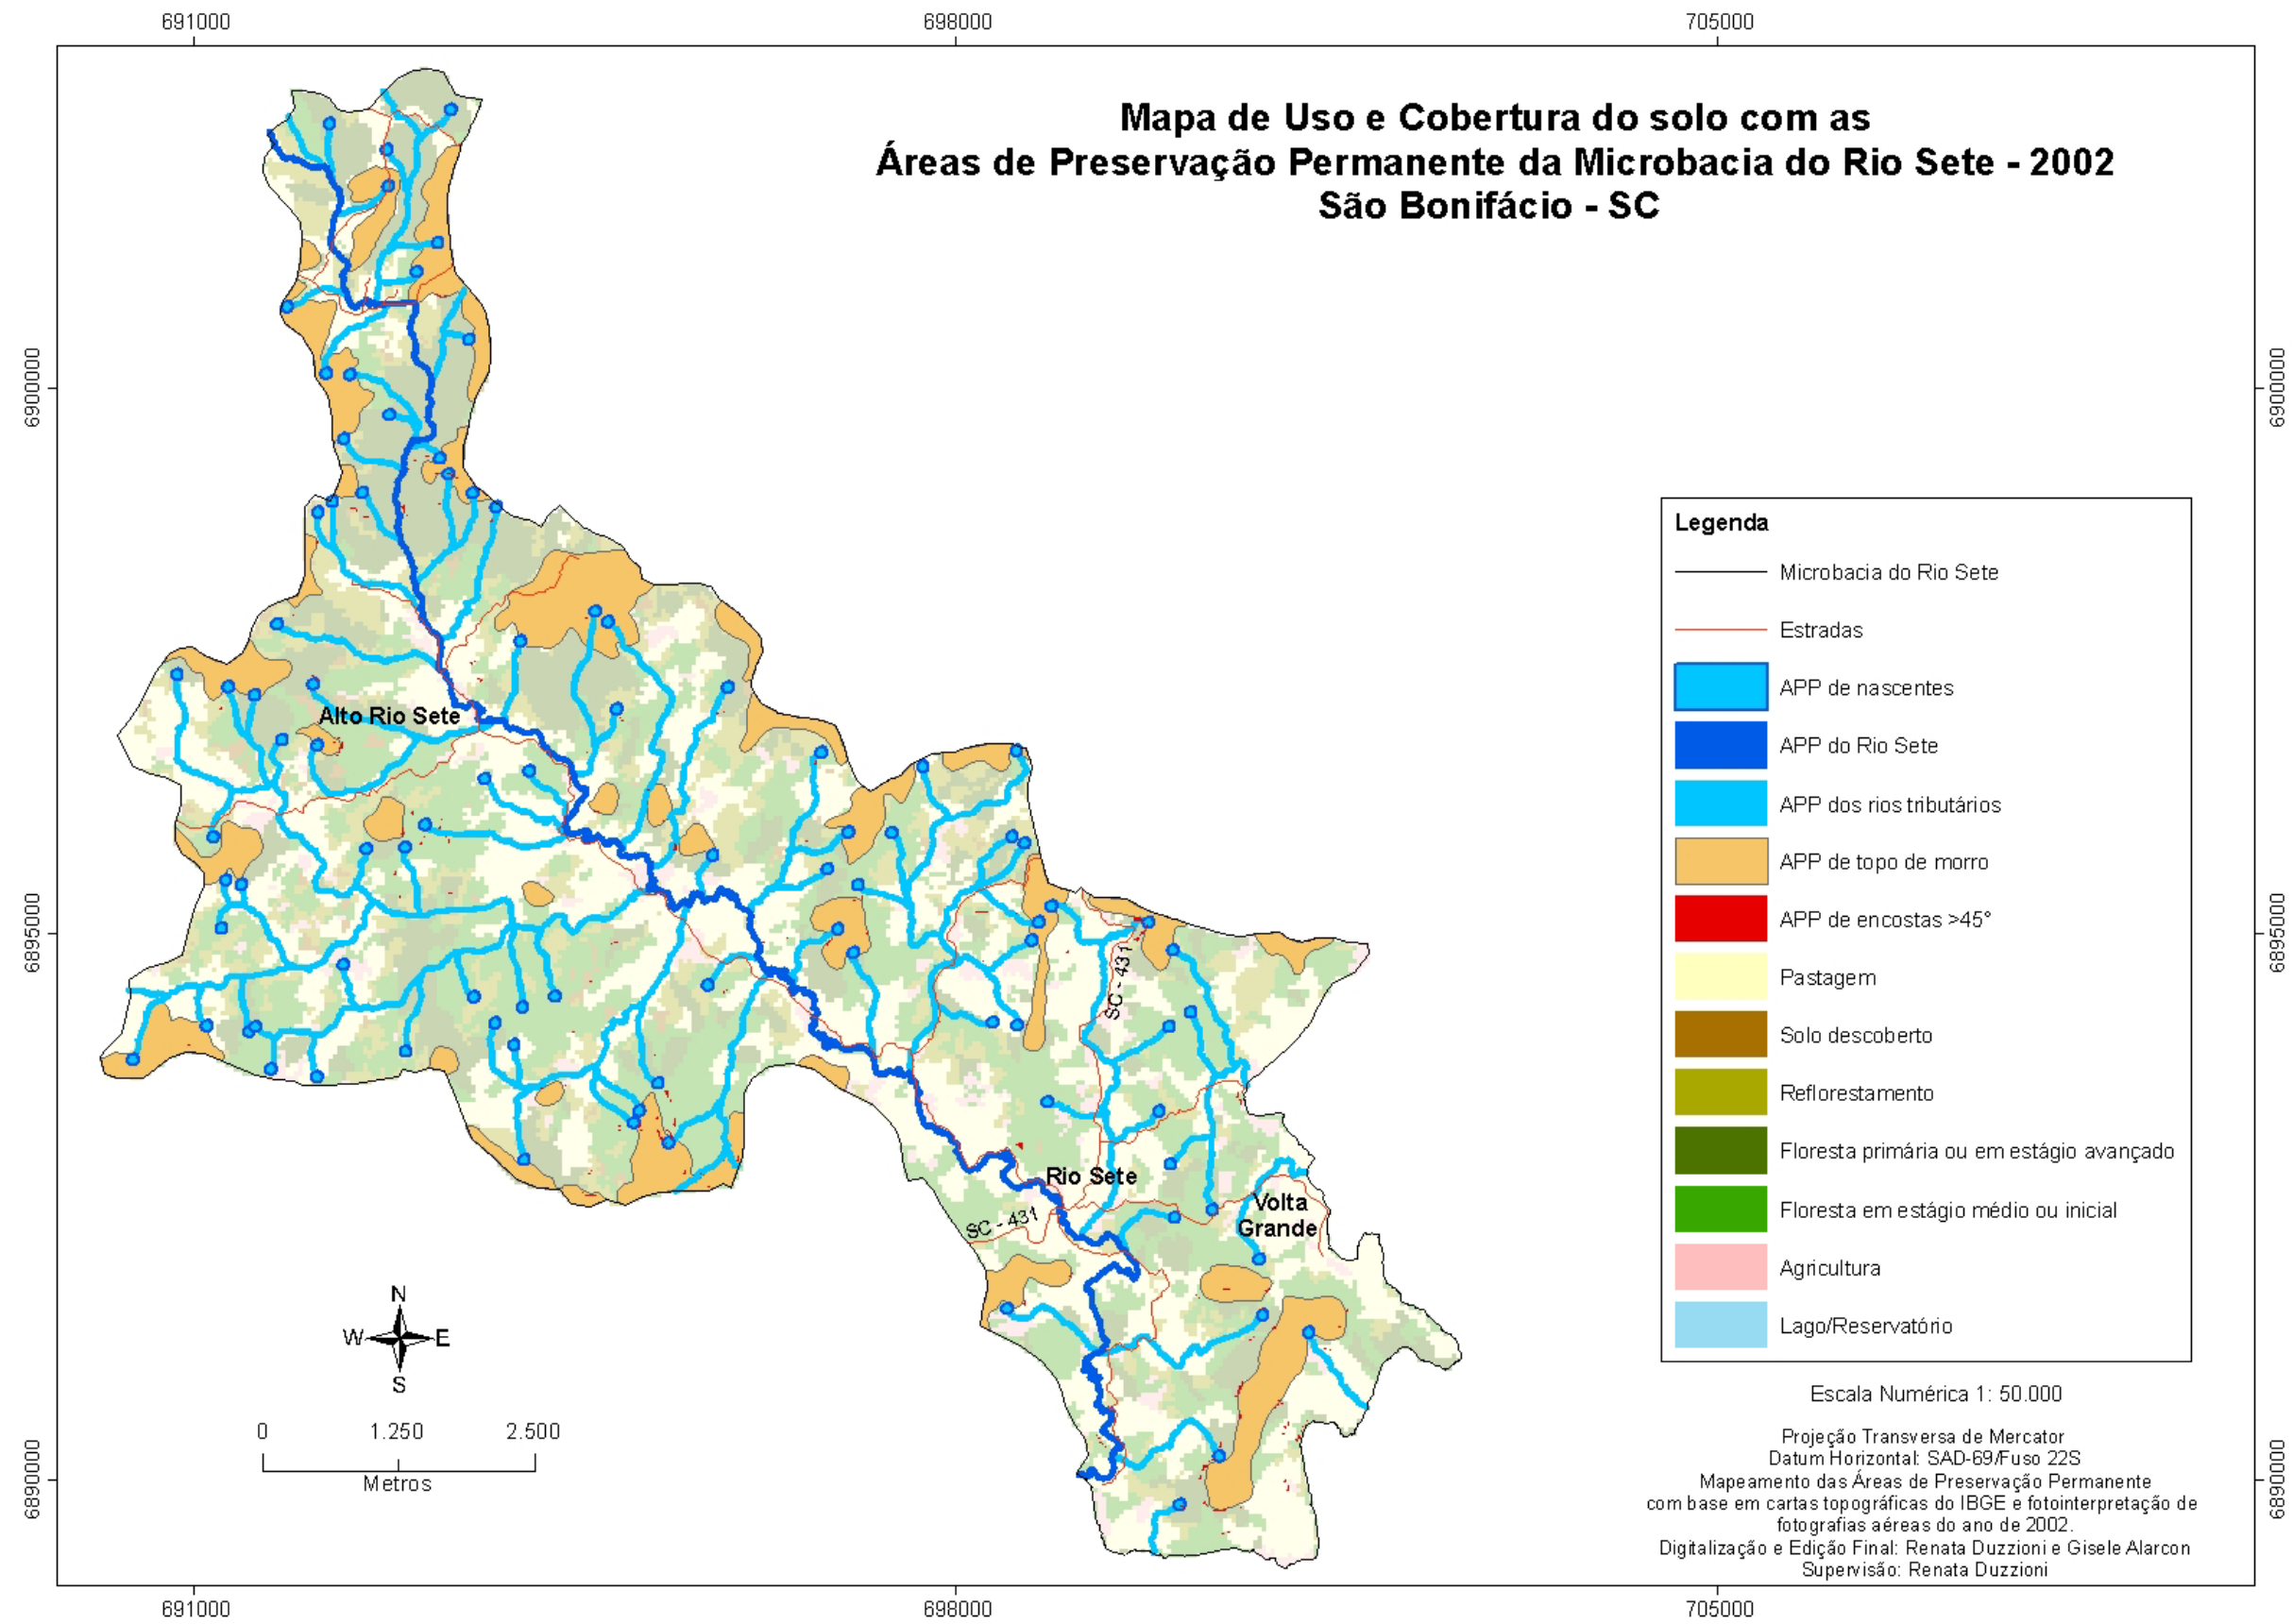 691000
698000
705000
Mapa de Uso e Cobertura do solo com as
Áreas de Preservação Permanente da Microbacia do Rio Sete - 2002
São Bonifácio - SC
6900000
6900000
Legenda
Microbacia do Rio Sete
Estradas
APP de nascentes
APP do Rio Sete
APP dos rios tributários
APP de topo de morro
APP de encostas >45°
Pastagem
Solo descoberto
Reflorestamento
Floresta primária ou em estágio avançado
Floresta em estágio médio ou inicial
Agricultura
Lago/Reservatório
Alto Rio Sete
6895000
6895000
SC - 431
Rio Sete
SC - 431
Volta
Grande
N
W
E
S
0
1.250
2.500
Metros
6890000
6890000
Escala Numérica 1: 50.000
Projeção Transversa de Mercator
Datum Horizontal: SAD-69/Fuso 22S
Mapeamento das Áreas de Preservação Permanente
com base em cartas topográficas do IBGE e fotointerpretação de
fotografias aéreas do ano de 2002.
Digitalização e Edição Final: Renata Duzzioni e Gisele Alarcon
Supervisão: Renata Duzzioni
691000
698000
705000